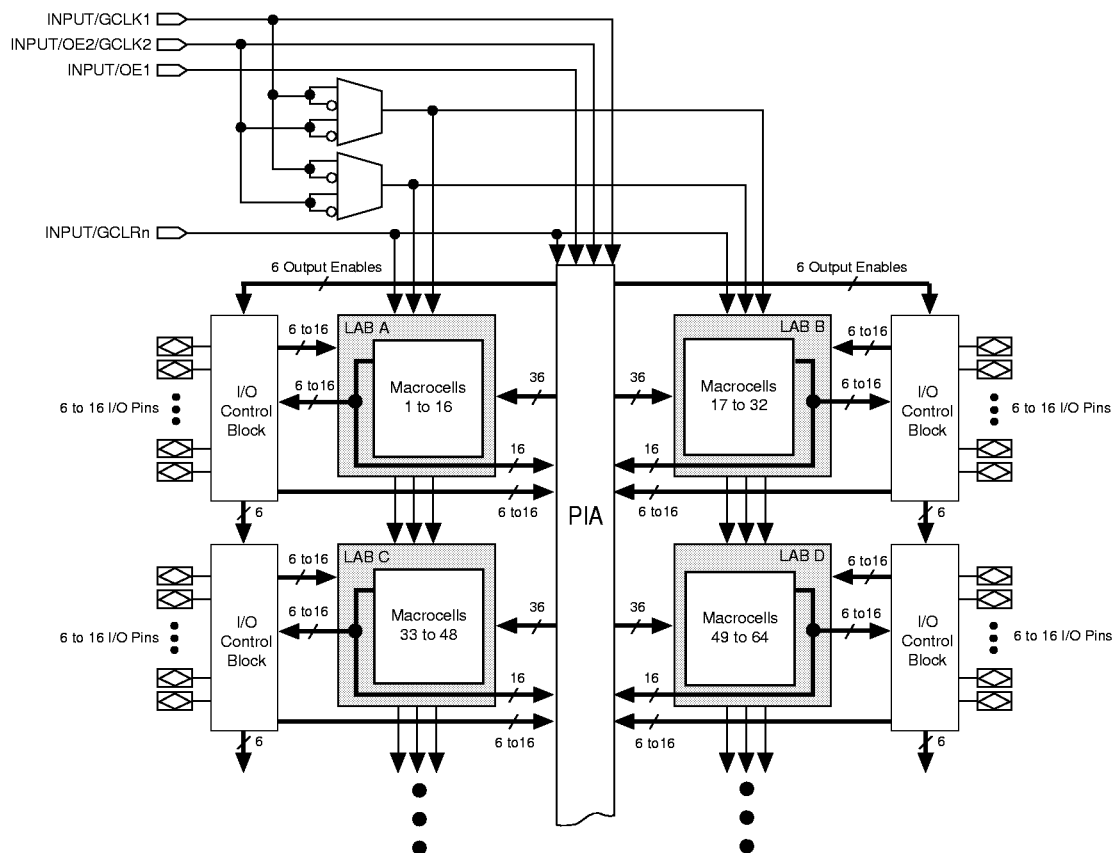 INPUT/GCLK1
INPUT/OE2/GCLK2
INPUT/OE1
INPUT/GCLRn
6 Output Enables
6 Output Enables
6 to16
LAB A
LAB B
6 to16
6 to 16 I/O Pins
I/O
Control
Block
6 to16
Macrocells
1 to 16
36
36
Macrocells
17 to 32
6 to16
I/O
Control
Block
6 to 16 I/O Pins
16
16
6
6 to16
PIA
6 to16
6
6 to16
LAB C
LAB D
6 to16
6 to 16 I/O Pins
I/O
Control
Block
6 to16
Macrocells
33 to 48
36
36
Macrocells
49 to 64
6 to16
I/O
Control
Block
6 to 16 I/O Pins
16
16
6
6 to16
6 to16
6